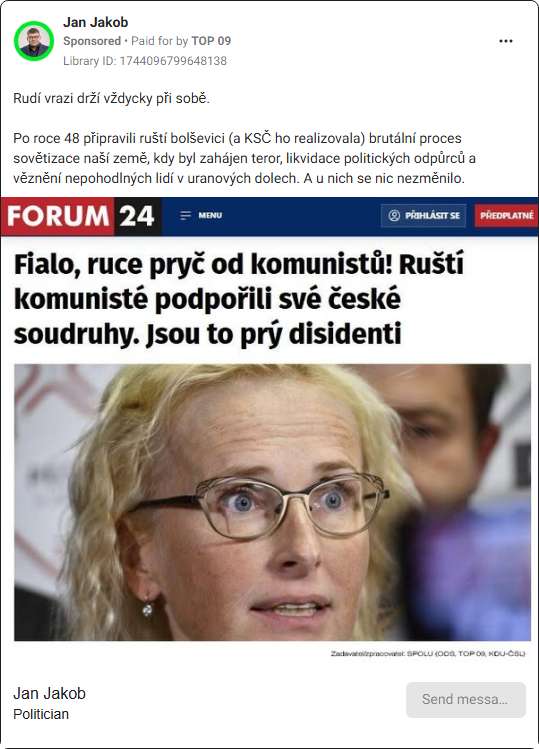 Jan Jakob
Sponsored • Paid for by TOP 09
Library ID: 1744096799648138
Rudí vrazi drží vždycky při sobě.
Po roce 48 připravili ruští bolševici (a KSČ ho realizovala) brutální proces
sovětizace naší země, kdy byl zahájen teror, likvidace politických odpůrců a
věznění nepohodlných lidí v uranových dolech. A u nich se nic nezměnilo.
FORUM 24 MENU PŘIHLÁSIT SE PŘEDPLATNÉ
Fialo, ruce pryč od komunistů! Ruští
komunisté podpořili své české
soudruhy. Jsou to prý disidenti
Zadavatel/zpracovatel: SPOLU (ODS, TOP 09, KDU-ČSL)
Jan Jakob
Politician
Send messa...